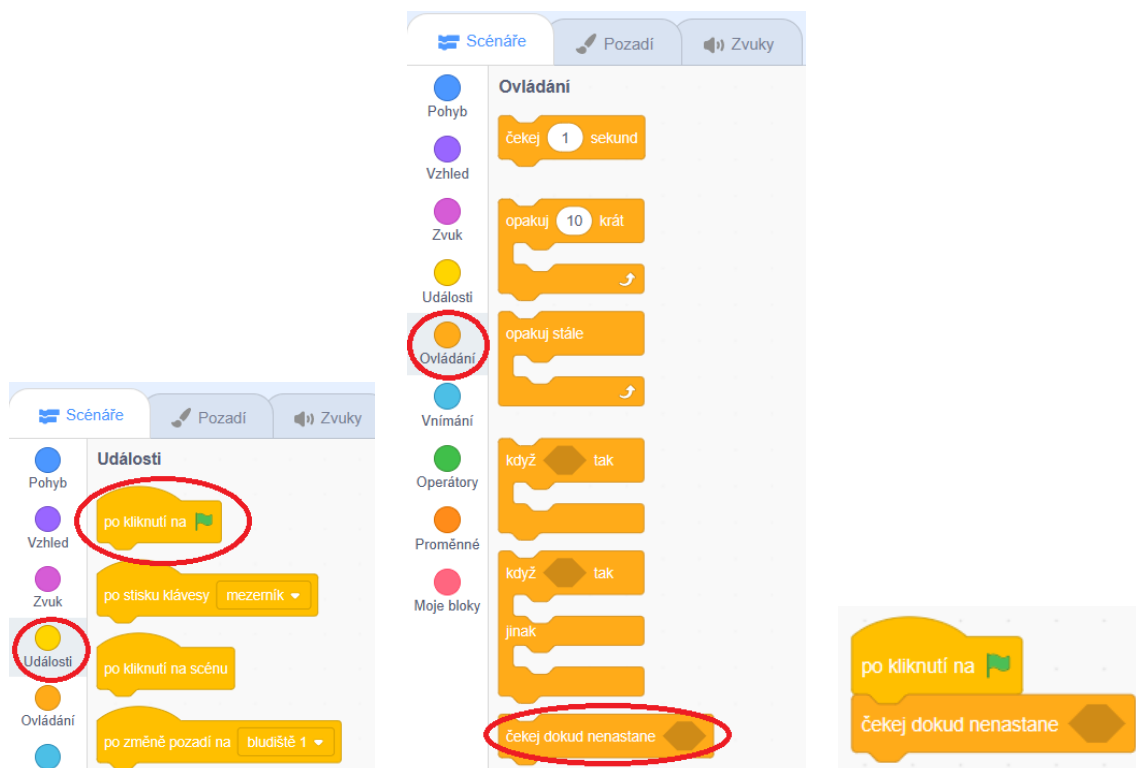 Scénáře Pozadí Zvuky
Události
Pohyb
po kliknutí na
Vzhled
po stisku klávesy mezerník
Zvuk
Události
po kliknutí na scénu
Ovládání
po změně pozadí na bludiště 1
Scénáře Pozadí Zvuky
Ovládání
Pohyb
čekej 1 sekund
Vzhled
Zvuk
opakuj 10 krát
Události
opakuj stále
Ovládání
Vnímání
když tak
Operátory
Proměnné
když tak
Moje bloky
jinak
čekej dokud nenastane
po kliknutí na
čekej dokud nenastane